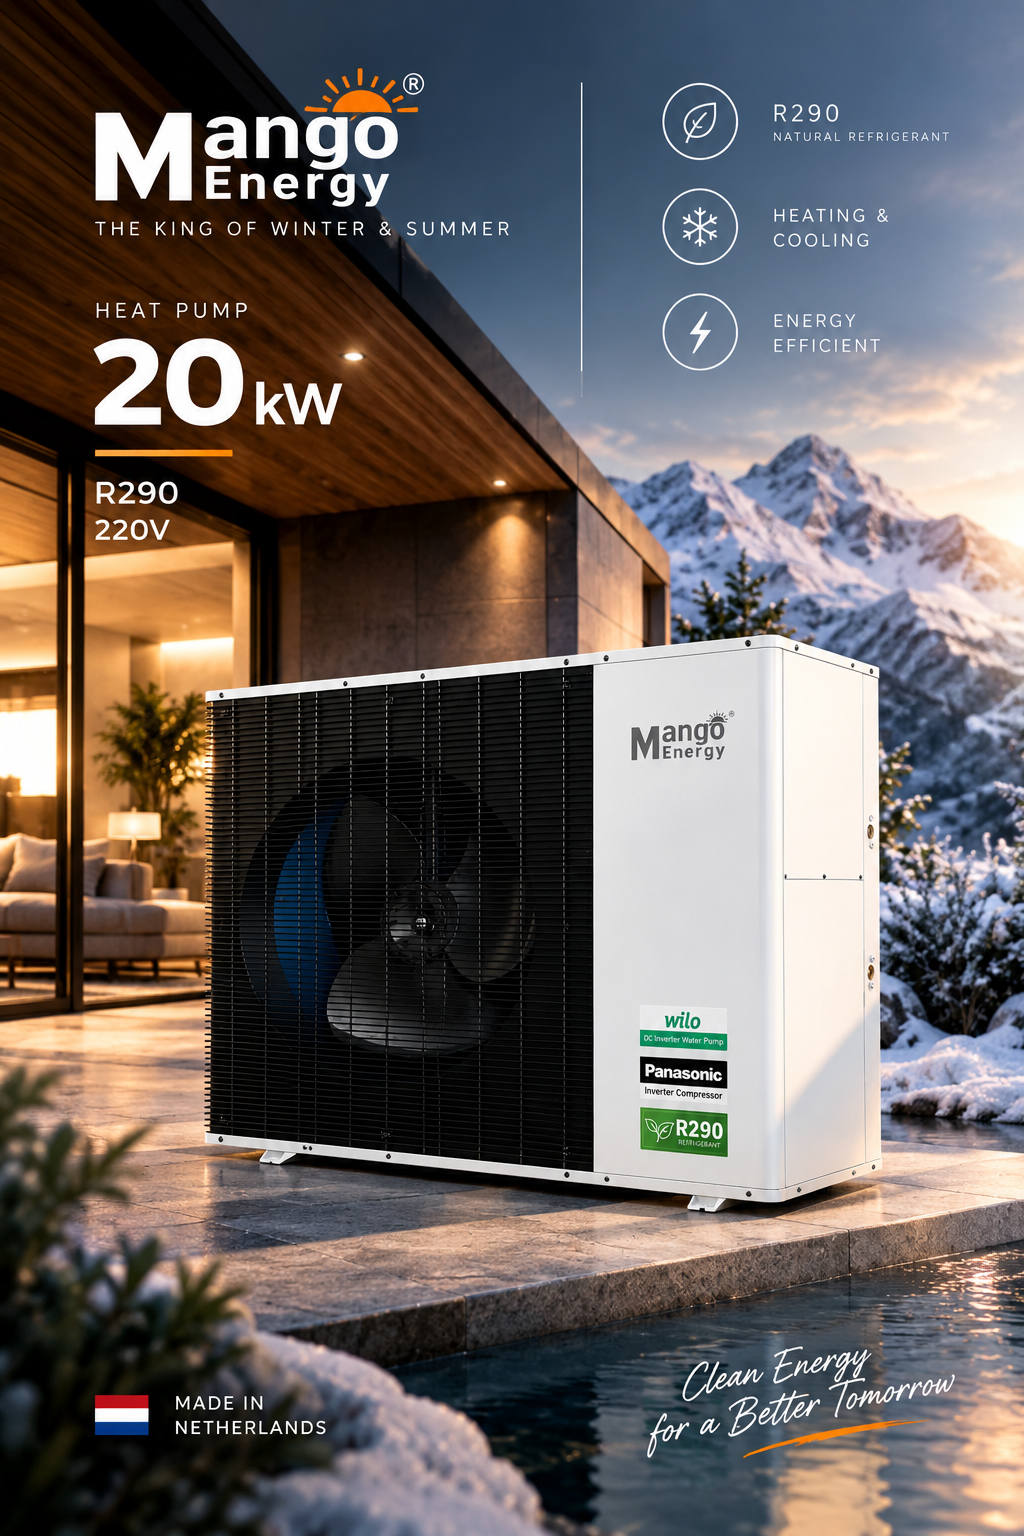 Mango Energy ®
THE KING OF WINTER & SUMMER
HEAT PUMP
20 kW
R290
220V
R290
NATURAL REFRIGERANT
HEATING &
COOLING
ENERGY
EFFICIENT
Mango Energy ®
wilo
DC Inverter Water Pump
Panasonic
Inverter Compressor
R290
REFRIGERANT
MADE IN
NETHERLANDS
Clean Energy
for a Better Tomorrow